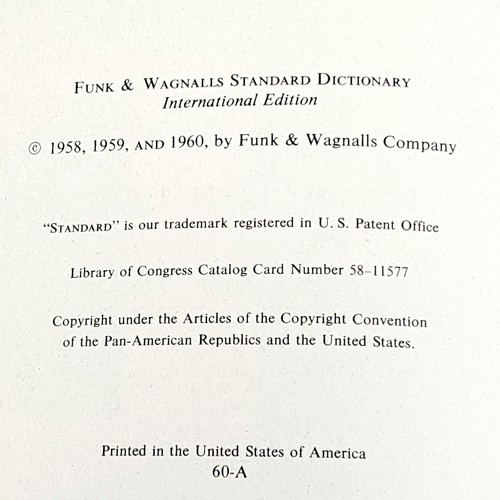 FUNK & WAGNALLS STANDARD DICTIONARY
International Edition
© 1958, 1959, AND 1960, by Funk & Wagnalls Company
"STANDARD" is our trademark registered in U. S. Patent Office
Library of Congress Catalog Card Number 58–11577
Copyright under the Articles of the Copyright Convention
of the Pan-American Republics and the United States.
Printed in the United States of America
60-A